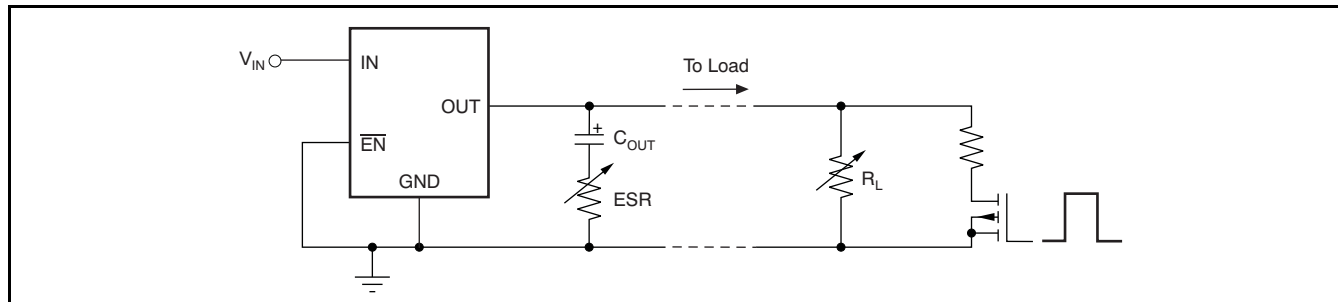 V_IN
IN
OUT
EN
GND
+
C_OUT
ESR
To Load
R_L